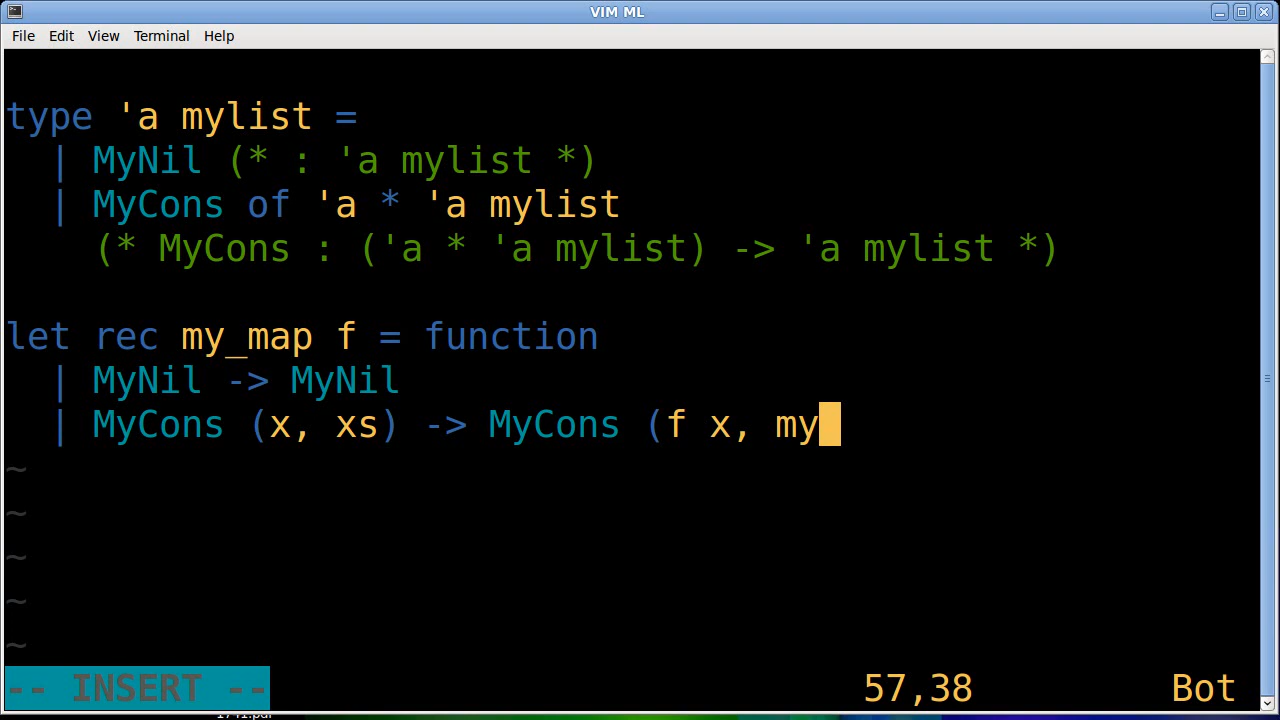 VIM ML
File Edit View Terminal Help
type 'a mylist =
  | MyNil (* : 'a mylist *)
  | MyCons of 'a * 'a mylist
    (* MyCons : ('a * 'a mylist) -> 'a mylist *)
let rec my_map f = function
  | MyNil -> MyNil
  | MyCons (x, xs) -> MyCons (f x, my
~
~
~
~
~
-- INSERT -- 57,38 Bot